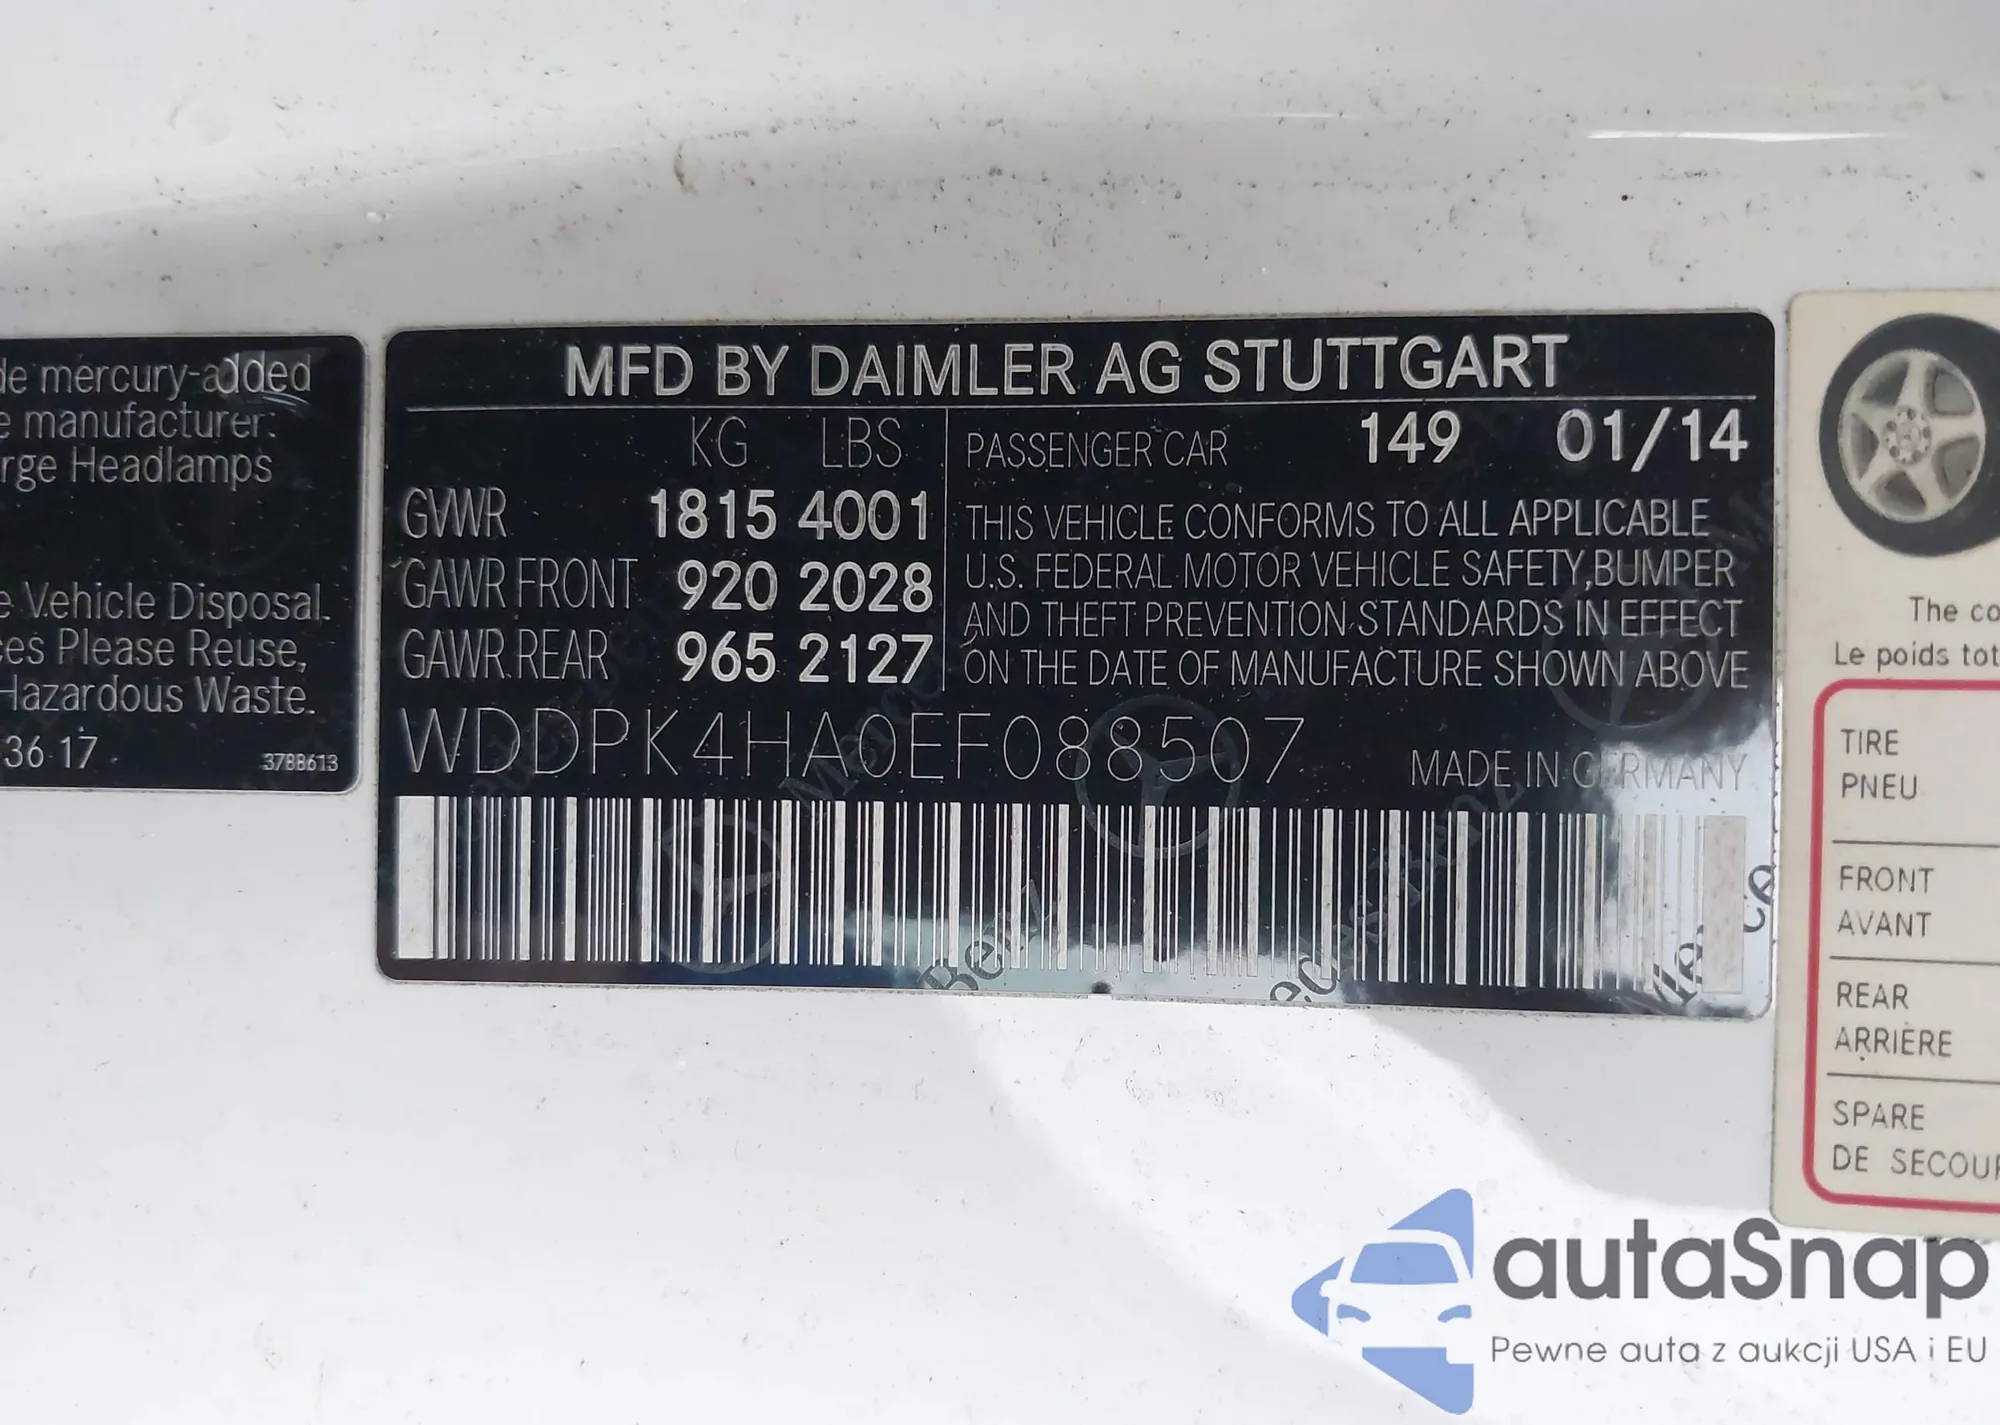 de mercury-added
e manufacturer:
rge Headlamps
e Vehicle Disposal.
ces Please Reuse,
Hazardous Waste.
36 17
3788613
MFD BY DAIMLER AG STUTTGART
KG LBS
GVWR 1815 4001
GAWR FRONT 920 2028
GAWR REAR 965 2127
PASSENGER CAR 149 01/14
THIS VEHICLE CONFORMS TO ALL APPLICABLE
U.S. FEDERAL MOTOR VEHICLE SAFETY, BUMPER
AND THEFT PREVENTION STANDARDS IN EFFECT
ON THE DATE OF MANUFACTURE SHOWN ABOVE
WDDPK4HA0EF088507
MADE IN GERMANY
The co
Le poids tot
TIRE
PNEU
FRONT
AVANT
REAR
ARRIÈRE
SPARE
DE SECOUR
autaSnap
Pewne auta z aukcji USA i EU